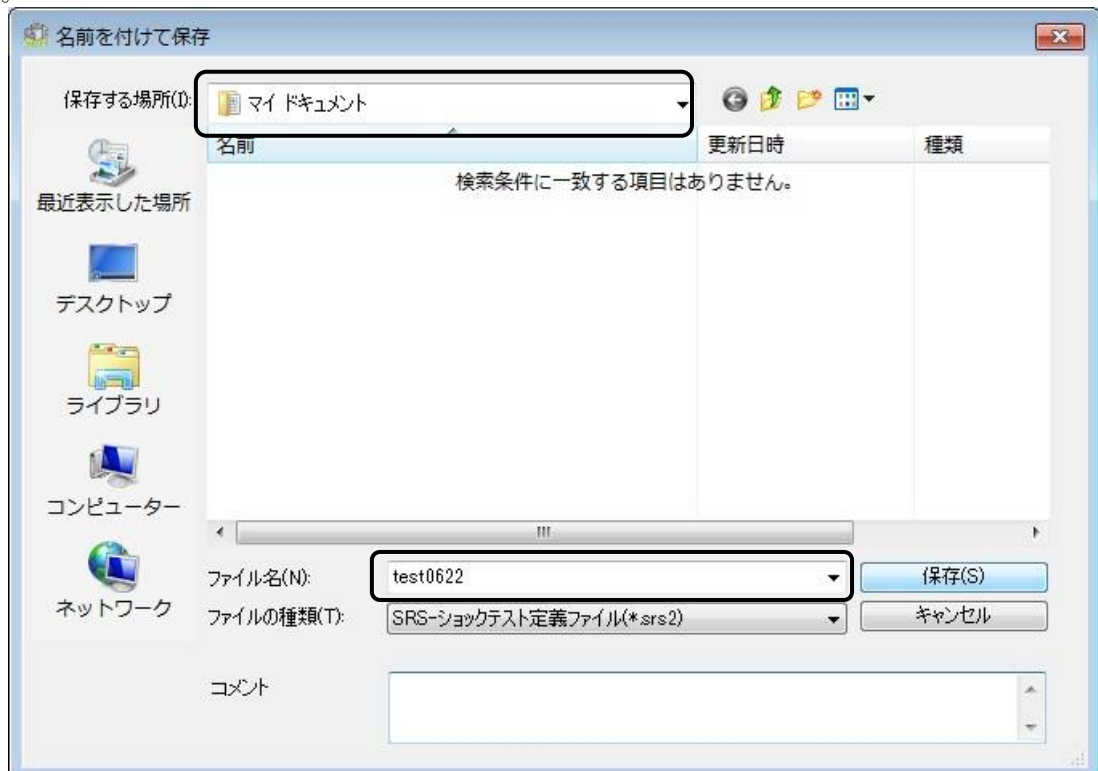 。
名前を付けて保存
保存する場所(I):
マイ ドキュメント
名前 更新日時 種類
検索条件に一致する項目はありません。
最近表示した場所
デスクトップ
ライブラリ
コンピューター
ネットワーク
ファイル名(N): test0622 保存(S)
ファイルの種類(T): SRS-ショックテスト定義ファイル(*.srs2) キャンセル
コメント